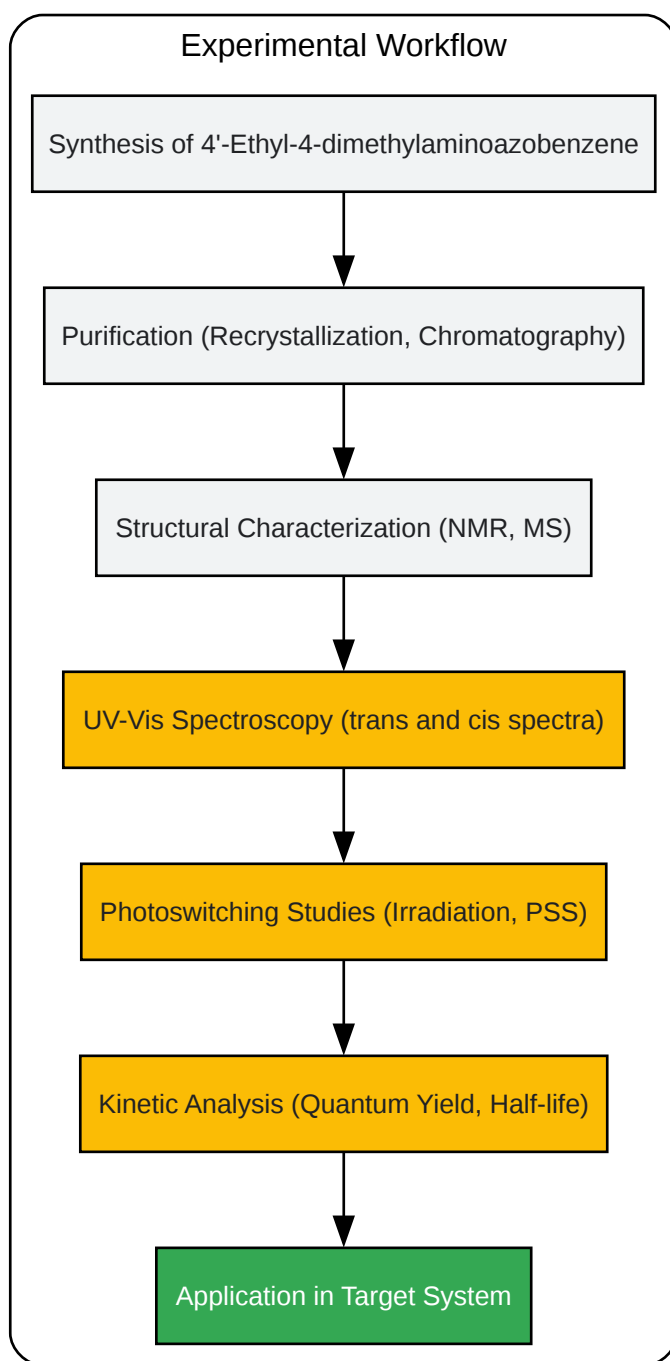 Experimental Workflow
Synthesis of 4'-Ethyl-4-dimethylaminoazobenzene
Purification (Recrystallization, Chromatography)
Structural Characterization (NMR, MS)
UV-Vis Spectroscopy (trans and cis spectra)
Photoswitching Studies (Irradiation, PSS)
Kinetic Analysis (Quantum Yield, Half-life)
Application in Target System